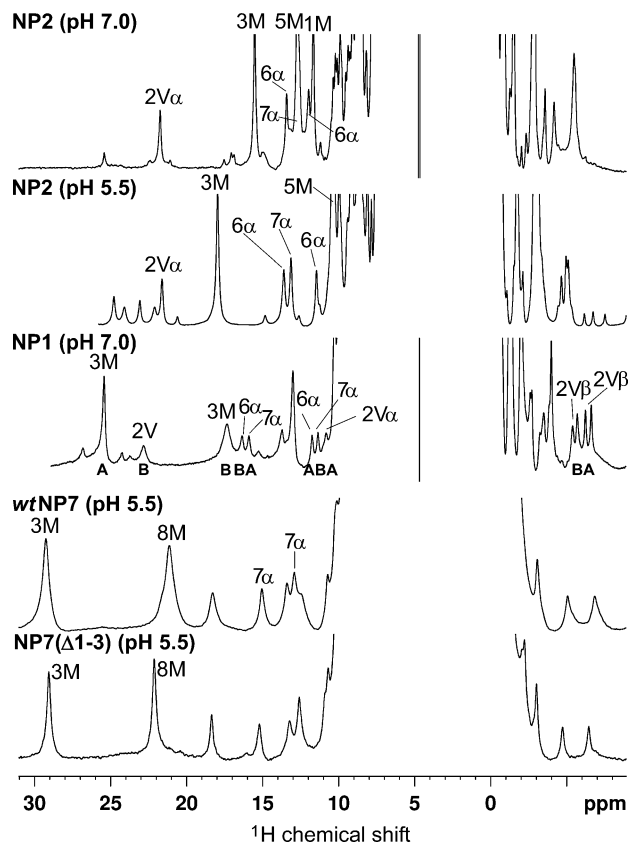 NP2 (pH 7.0)
3M 5M 1M
6α
2Vα
7α
6α
NP2 (pH 5.5)
3M
5M
7α
6α
6α
2Vα
NP1 (pH 7.0)
3M
2Vβ
2Vβ
3M
6α
7α
6α
7α
2V
2Vα
A B B BA ABA BA
wtNP7 (pH 5.5)
3M
8M
7α
7α
NP7(Δ1-3) (pH 5.5)
3M
8M
30 25 20 15 10 5 0 ppm
¹H chemical shift